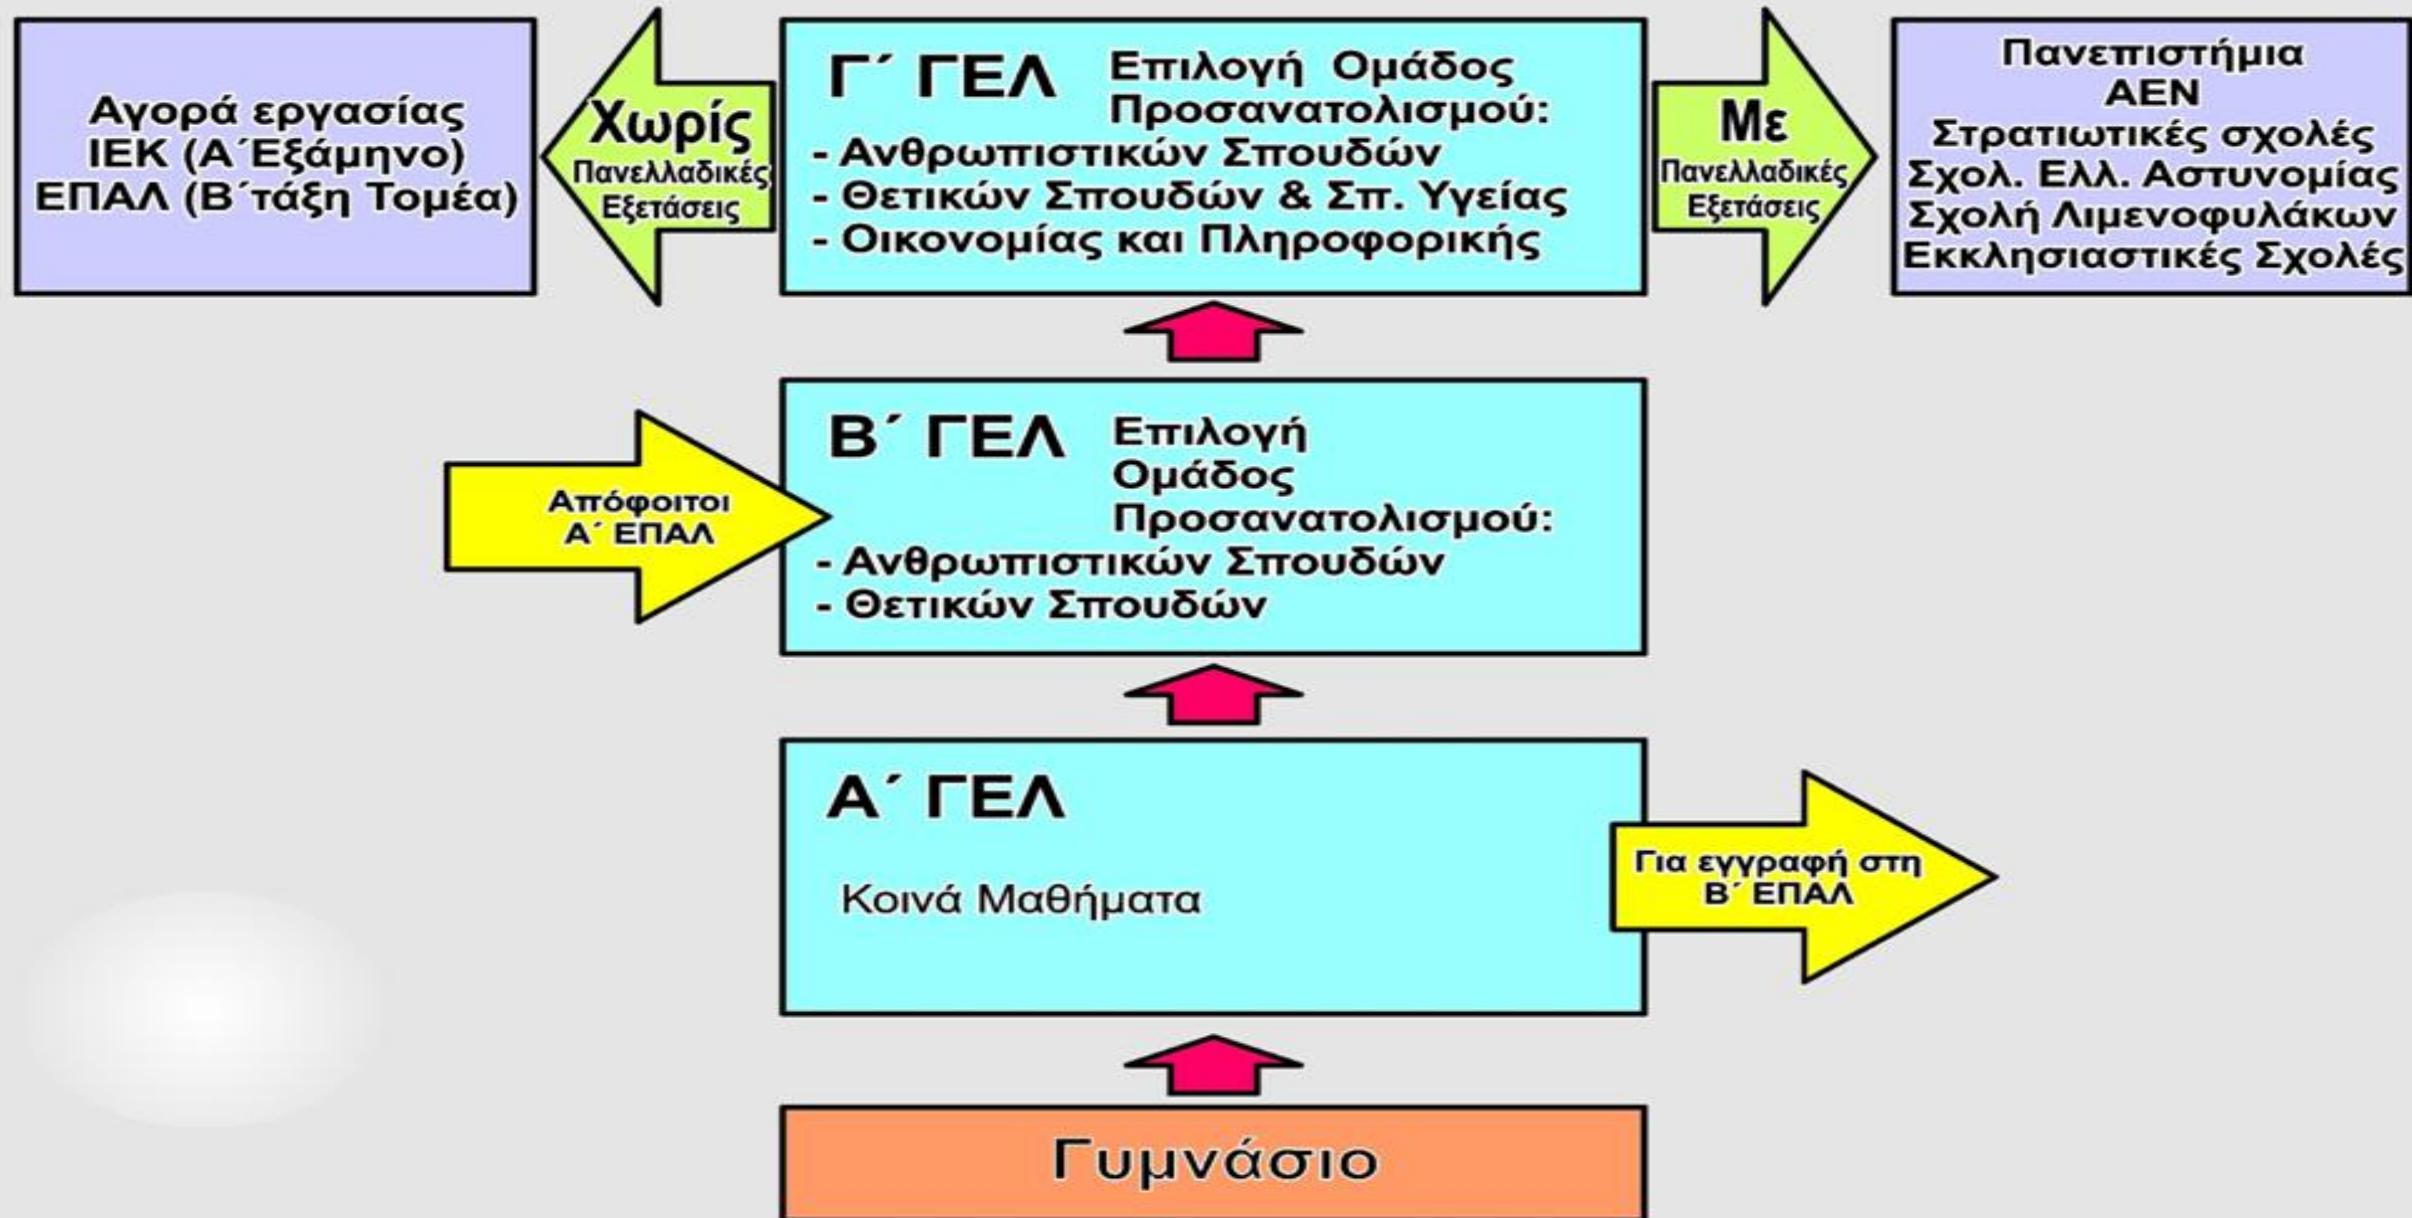 Αγορά εργασίας
ΙΕΚ (Α΄Εξάμηνο)
ΕΠΑΛ (Β΄τάξη Τομέα)
Χωρίς
Πανελλαδικές
Εξετάσεις
Γ΄ ΓΕΛ Επιλογή Ομάδος
Προσανατολισμού:
- Ανθρωπιστικών Σπουδών
- Θετικών Σπουδών & Σπ. Υγείας
- Οικονομίας και Πληροφορικής
Με
Πανελλαδικές
Εξετάσεις
Πανεπιστήμια
ΑΕΝ
Στρατιωτικές σχολές
Σχολ. Ελλ. Αστυνομίας
Σχολή Λιμενοφυλάκων
Εκκλησιαστικές Σχολές
Απόφοιτοι
Α΄ ΕΠΑΛ
Β΄ ΓΕΛ Επιλογή
Ομάδος
Προσανατολισμού:
- Ανθρωπιστικών Σπουδών
- Θετικών Σπουδών
Α΄ ΓΕΛ
Κοινά Μαθήματα
Για εγγραφή στη
Β΄ ΕΠΑΛ
Γυμνάσιο